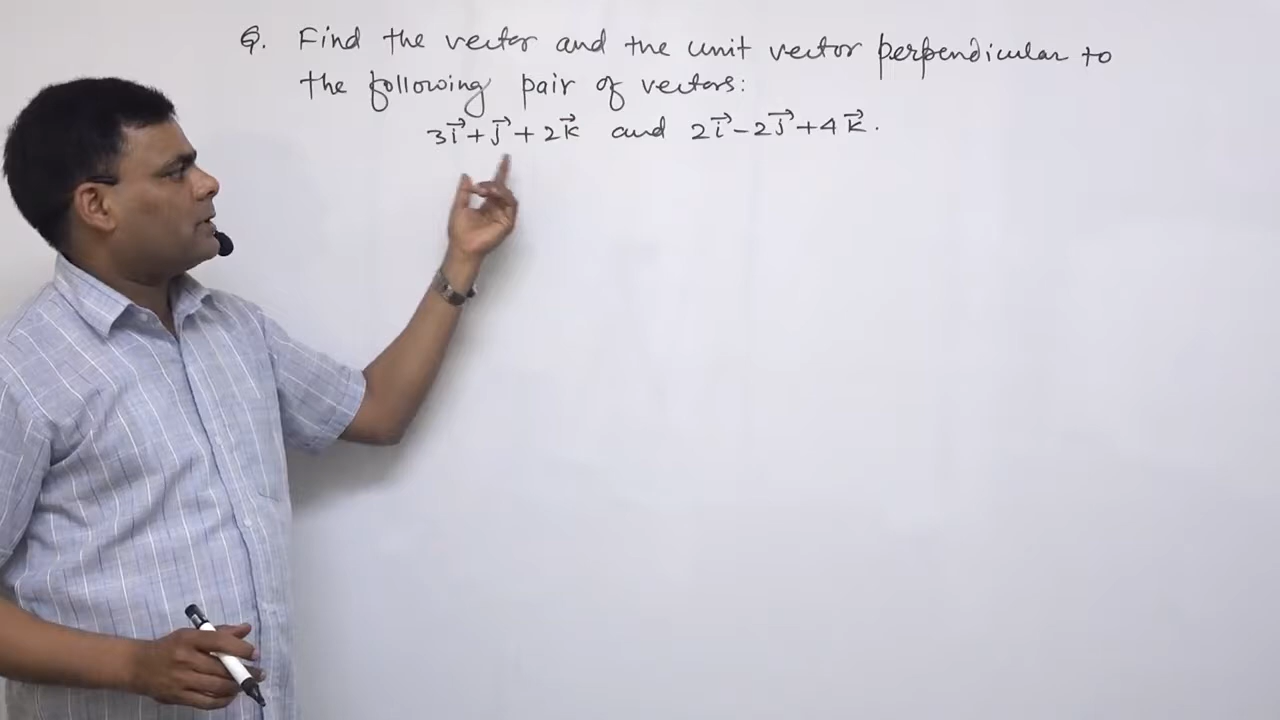 Q. Find the vector and the unit vector perpendicular to
the following pair of vectors:
3i⃗ + j⃗ + 2k⃗ and 2i⃗ - 2j⃗ + 4k⃗.